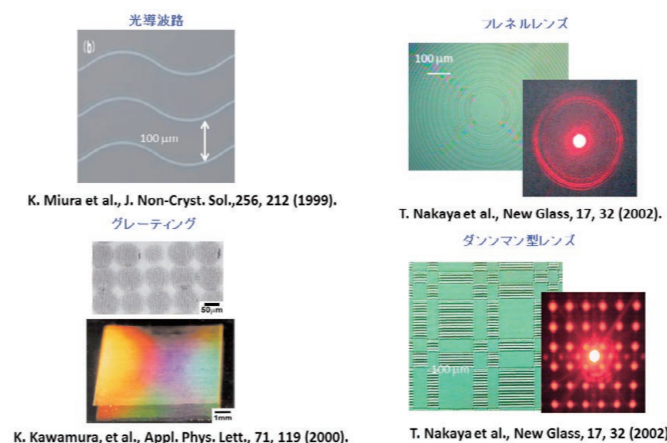 光導波路
(b)
100 μm
K. Miura et al., J. Non-Cryst. Sol.,256, 212 (1999).
フレネルレンズ
100 μm
T. Nakaya et al., New Glass, 17, 32 (2002).
グレーティング
50μm
1mm
K. Kawamura, et al., Appl. Phys. Lett., 71, 119 (2000).
ダンンマン型レンズ
100 μm
T. Nakaya et al., New Glass, 17, 32 (2002)